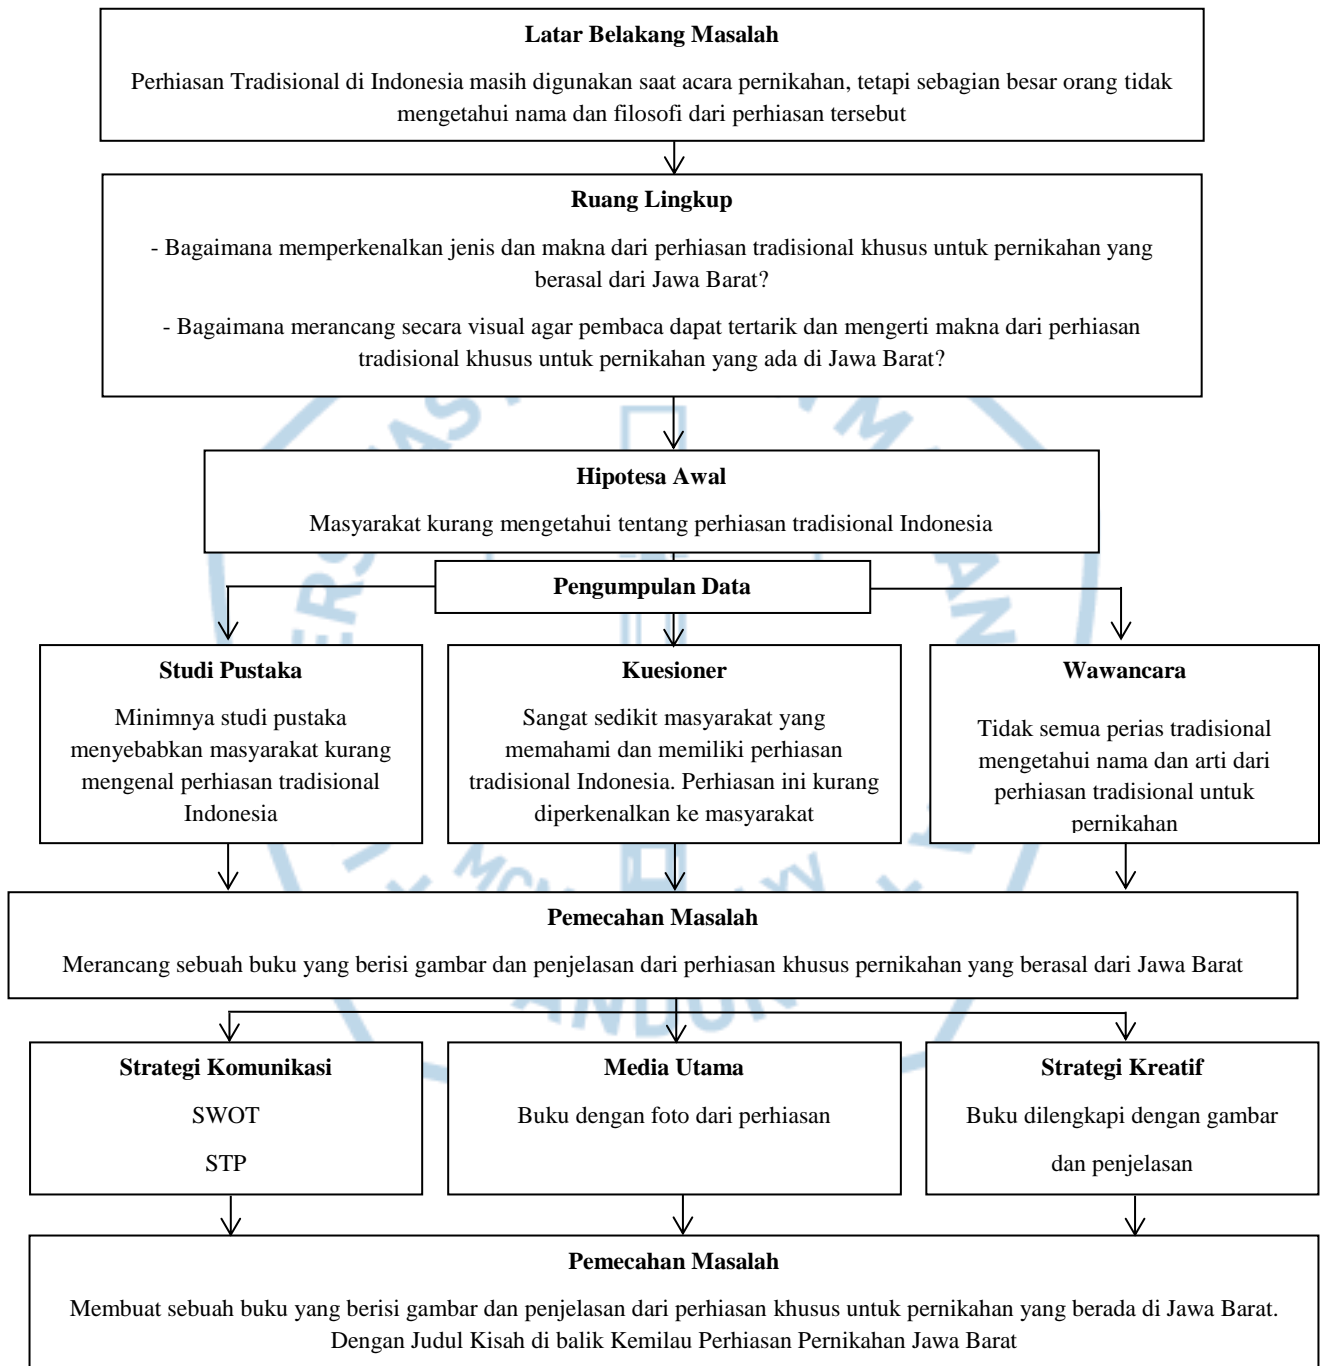 Latar Belakang Masalah
Perhiasan Tradisional di Indonesia masih digunakan saat acara pernikahan, tetapi sebagian besar orang tidak
mengetahui nama dan filosofi dari perhiasan tersebut
Ruang Lingkup
- Bagaimana memperkenalkan jenis dan makna dari perhiasan tradisional khusus untuk pernikahan yang
berasal dari Jawa Barat?
- Bagaimana merancang secara visual agar pembaca dapat tertarik dan mengerti makna dari perhiasan
tradisional khusus untuk pernikahan yang ada di Jawa Barat?
Hipotesa Awal
Masyarakat kurang mengetahui tentang perhiasan tradisional Indonesia
Pengumpulan Data
Studi Pustaka
Minimnya studi pustaka
menyebabkan masyarakat kurang
mengenal perhiasan tradisional
Indonesia
Kuesioner
Sangat sedikit masyarakat yang
memahami dan memiliki perhiasan
tradisional Indonesia. Perhiasan ini kurang
diperkenalkan ke masyarakat
Wawancara
Tidak semua perias tradisional
mengetahui nama dan arti dari
perhiasan tradisional untuk
pernikahan
Pemecahan Masalah
Merancang sebuah buku yang berisi gambar dan penjelasan dari perhiasan khusus pernikahan yang berasal dari Jawa Barat
Strategi Komunikasi
SWOT
STP
Media Utama
Buku dengan foto dari perhiasan
Strategi Kreatif
Buku dilengkapi dengan gambar
dan penjelasan
Pemecahan Masalah
Membuat sebuah buku yang berisi gambar dan penjelasan dari perhiasan khusus untuk pernikahan yang berada di Jawa Barat.
Dengan Judul Kisah di balik Kemilau Perhiasan Pernikahan Jawa Barat